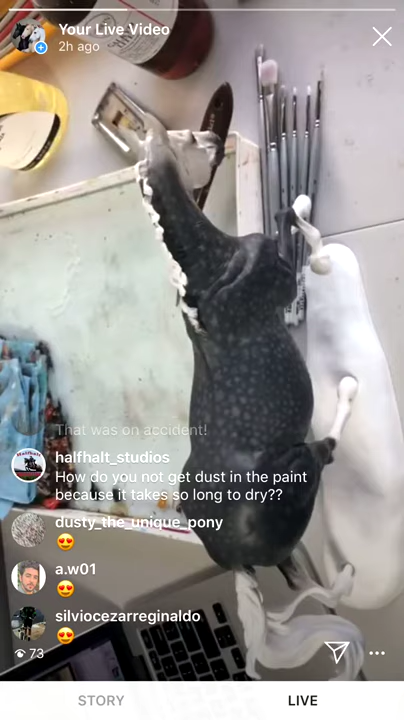 Your Live Video
2h ago
That was on accident!
halfhalt_studios
How do you not get dust in the paint
because it takes so long to dry??
dusty_the_unique_pony
😍
a.w01
😍
silviocezarreginaldo
😍
73
STORY
LIVE